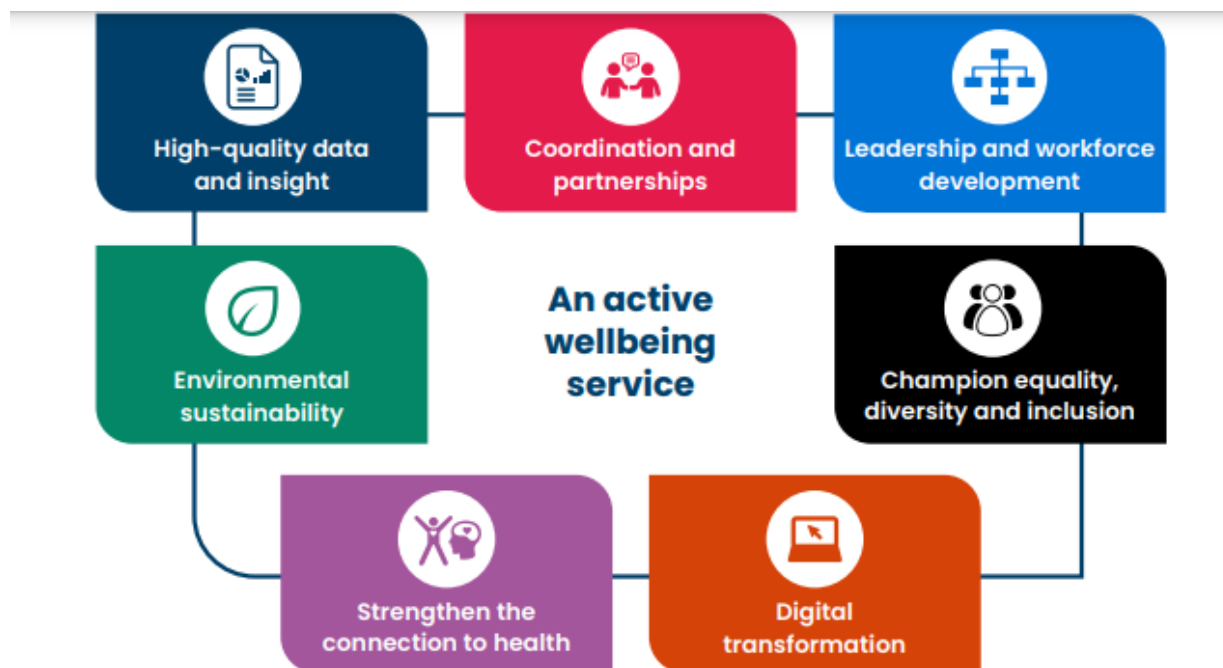 High-quality data
and insight
Coordination and
partnerships
Leadership and workforce
development
Environmental
sustainability
An active
wellbeing
service
Champion equality,
diversity and inclusion
Strengthen the
connection to health
Digital
transformation